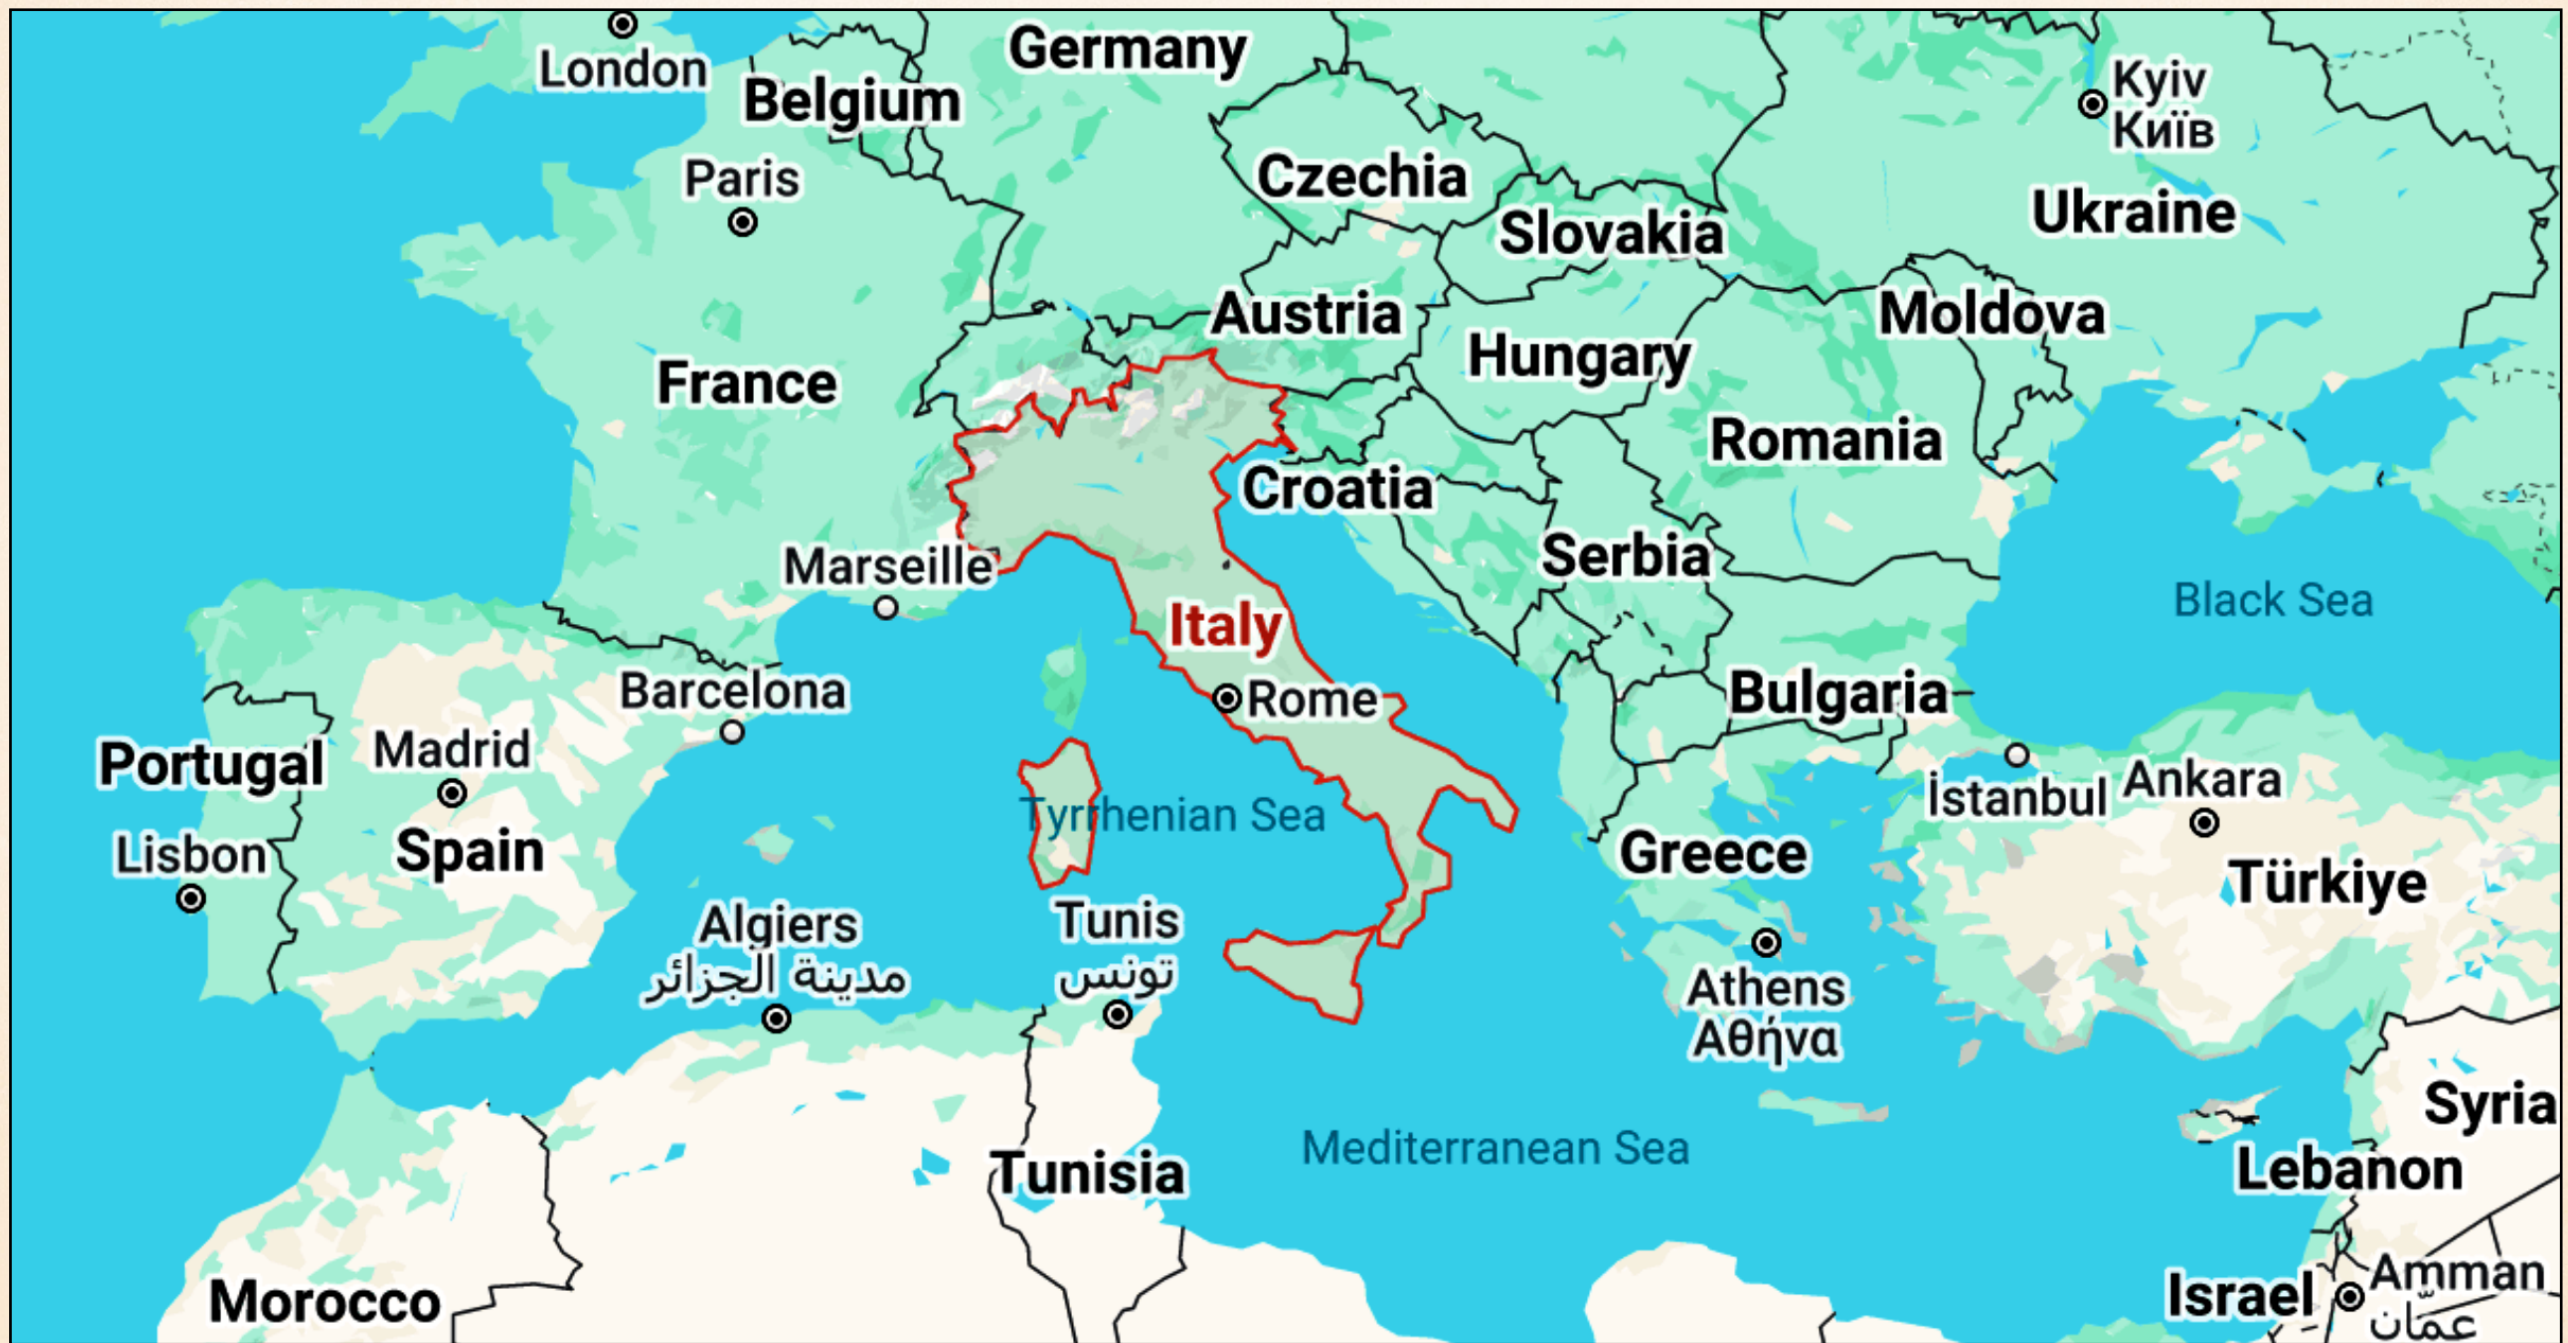 London
Germany
Belgium
Kyiv
Київ
Paris
Czechia
Ukraine
Slovakia
Austria
Moldova
Hungary
France
Romania
Croatia
Serbia
Marseille
Black Sea
Italy
Barcelona
Rome
Bulgaria
Portugal
Madrid
İstanbul
Ankara
Tyrrhenian Sea
Lisbon
Spain
Greece
Türkiye
Algiers
مدينة الجزائر
Tunis
تونس
Athens
Αθήνα
Syria
Mediterranean Sea
Tunisia
Lebanon
Morocco
Israel
Amman
عمّان